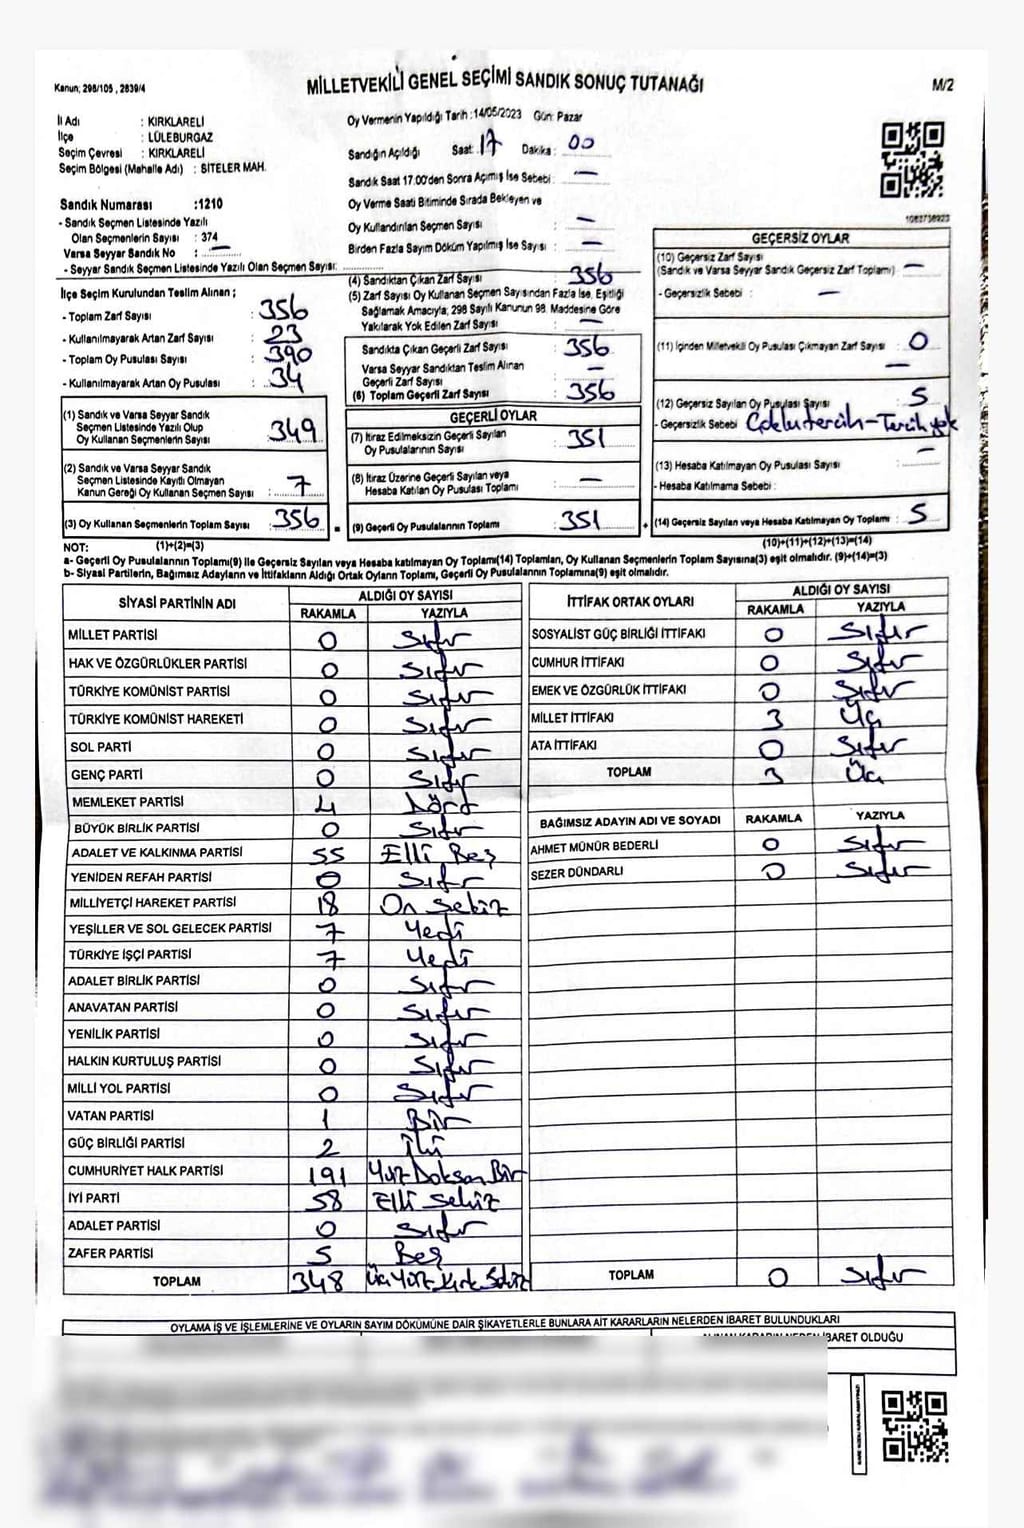 Kanun; 298/105 , 2839/4
MİLLETVEKİLİ GENEL SEÇİMİ SANDIK SONUÇ TUTANAĞI
M/2
İl Adı : KIRKLARELİ
İlçe : LÜLEBURGAZ
Seçim Çevresi : KIRKLARELİ
Seçim Bölgesi (Mahalle Adı) : SİTELER MAH.
Sandık Numarası :1210
- Sandık Seçmen Listesinde Yazılı
Olan Seçmenlerin Sayısı : 374
Varsa Seyyar Sandık No : —
- Seyyar Sandık Seçmen Listesinde Yazılı Olan Seçmen Sayısı:
İlçe Seçim Kurulundan Teslim Alınan ;
- Toplam Zarf Sayısı : 356
- Kullanılmayarak Artan Zarf Sayısı : 23
- Toplam Oy Pusulası Sayısı : 390
- Kullanılmayarak Artan Oy Pusulası : 34
(1) Sandık ve Varsa Seyyar Sandık
Seçmen Listesinde Yazılı Olup
Oy Kullanan Seçmenlerin Sayısı : 349
(2) Sandık ve Varsa Seyyar Sandık
Seçmen Listesinde Kayıtlı Olmayan
Kanun Gereği Oy Kullanan Seçmen Sayısı : 7
(3) Oy Kullanan Seçmenlerin Toplam Sayısı : 356
Oy Vermenin Yapıldığı Tarih :14/05/2023 Gün: Pazar
Sandığın Açıldığı Saat: 17 Dakika : 00
Sandık Saat 17.00'den Sonra Açımış İse Sebebi : —
Oy Verme Saati Bitiminde Sırada Bekleyen ve
Oy Kullandırılan Seçmen Sayısı : —
Birden Fazla Sayım Döküm Yapılmış İse Sayısı : —
(4) Sandıktan Çıkan Zarf Sayısı : 356
(5) Zarf Sayısı Oy Kullanan Seçmen Sayısından Fazla İse, Eşitliği
Sağlamak Amacıyla; 298 Sayılı Kanunun 98. Maddesine Göre
Yakılarak Yok Edilen Zarf Sayısı : —
Sandıkta Çıkan Geçerli Zarf Sayısı : 356
Varsa Seyyar Sandıktan Teslim Alınan
Geçerli Zarf Sayısı : —
(6) Toplam Geçerli Zarf Sayısı : 356
GEÇERLİ OYLAR
(7) İtiraz Edilmeksizin Geçerli Sayılan
Oy Pusulalarının Sayısı : 351
(8) İtiraz Üzerine Geçerli Sayılan veya
Hesaba Katılan Oy Pusulası Toplamı : —
= (9) Geçerli Oy Pusulalarının Toplamı : 351
1083738923
GEÇERSİZ OYLAR
(10) Geçersiz Zarf Sayısı
(Sandık ve Varsa Seyyar Sandık Geçersiz Zarf Toplamı) : —
- Geçersizlik Sebebi : —
(11) İçinden Milletvekili Oy Pusulası Çıkmayan Zarf Sayısı : 0
—
(12) Geçersiz Sayılan Oy Pusulası Sayısı : 5
- Geçersizlik Sebebi : Çoklu tercih - Tercih yok
(13) Hesaba Katılmayan Oy Pusulası Sayısı : —
- Hesaba Katılmama Sebebi :
+ (14) Geçersiz Sayılan veya Hesaba Katılmayan Oy Toplamı : 5
NOT: (1)+(2)=(3)
(10)+(11)+(12)+(13)=(14)
a- Geçerli Oy Pusulalarının Toplamı(9) İle Geçersiz Sayılan veya Hesaba katılmayan Oy Toplamı(14) Toplamları, Oy Kullanan Seçmenlerin Toplam Sayısına(3) eşit olmalıdır. (9)+(14)=(3)
b- Siyasi Partilerin, Bağımsız Adayların ve İttifakların Aldığı Ortak Oyların Toplamı, Geçerli Oy Pusulalarının Toplamına(9) eşit olmalıdır.
SİYASİ PARTİNİN ADI ALDIĞI OY SAYISI
RAKAMLA YAZIYLA
MİLLET PARTİSİ 0 Sıfır
HAK VE ÖZGÜRLÜKLER PARTİSİ 0 Sıfır
TÜRKİYE KOMÜNİST PARTİSİ 0 Sıfır
TÜRKİYE KOMÜNİST HAREKETİ 0 Sıfır
SOL PARTİ 0 Sıfır
GENÇ PARTİ 0 Sıfır
MEMLEKET PARTİSİ 4 Dört
BÜYÜK BİRLİK PARTİSİ 0 Sıfır
ADALET VE KALKINMA PARTİSİ 55 Elli Beş
YENİDEN REFAH PARTİSİ 0 Sıfır
MİLLİYETÇİ HAREKET PARTİSİ 18 On Sekiz
YEŞİLLER VE SOL GELECEK PARTİSİ 7 Yedi
TÜRKİYE İŞÇİ PARTİSİ 7 Yedi
ADALET BİRLİK PARTİSİ 0 Sıfır
ANAVATAN PARTİSİ 0 Sıfır
YENİLİK PARTİSİ 0 Sıfır
HALKIN KURTULUŞ PARTİSİ 0 Sıfır
MİLLİ YOL PARTİSİ 0 Sıfır
VATAN PARTİSİ 1 Bir
GÜÇ BİRLİĞİ PARTİSİ 2 İki
CUMHURİYET HALK PARTİSİ 191 Yüz Doksan Bir
İYİ PARTİ 58 Elli Sekiz
ADALET PARTİSİ 0 Sıfır
ZAFER PARTİSİ 5 Beş
TOPLAM 348 Üç Yüz Kırk Sekiz
İTTİFAK ORTAK OYLARI ALDIĞI OY SAYISI
RAKAMLA YAZIYLA
SOSYALİST GÜÇ BİRLİĞİ İTTİFAKI 0 Sıfır
CUMHUR İTTİFAKI 0 Sıfır
EMEK VE ÖZGÜRLÜK İTTİFAKI 0 Sıfır
MİLLET İTTİFAKI 3 Üç
ATA İTTİFAKI 0 Sıfır
TOPLAM 3 Üç
BAĞIMSIZ ADAYIN ADI VE SOYADI RAKAMLA YAZIYLA
AHMET MÜNÜR BEDERLİ 0 Sıfır
SEZER DÜNDARLI 0 Sıfır
TOPLAM 0 Sıfır
OYLAMA İŞ VE İŞLEMLERİNE VE OYLARIN SAYIM DÖKÜMÜNE DAİR ŞİKAYETLERLE BUNLARA AİT KARARLARIN NELERDEN İBARET BULUNDUKLARI
İBARET OLDUĞU